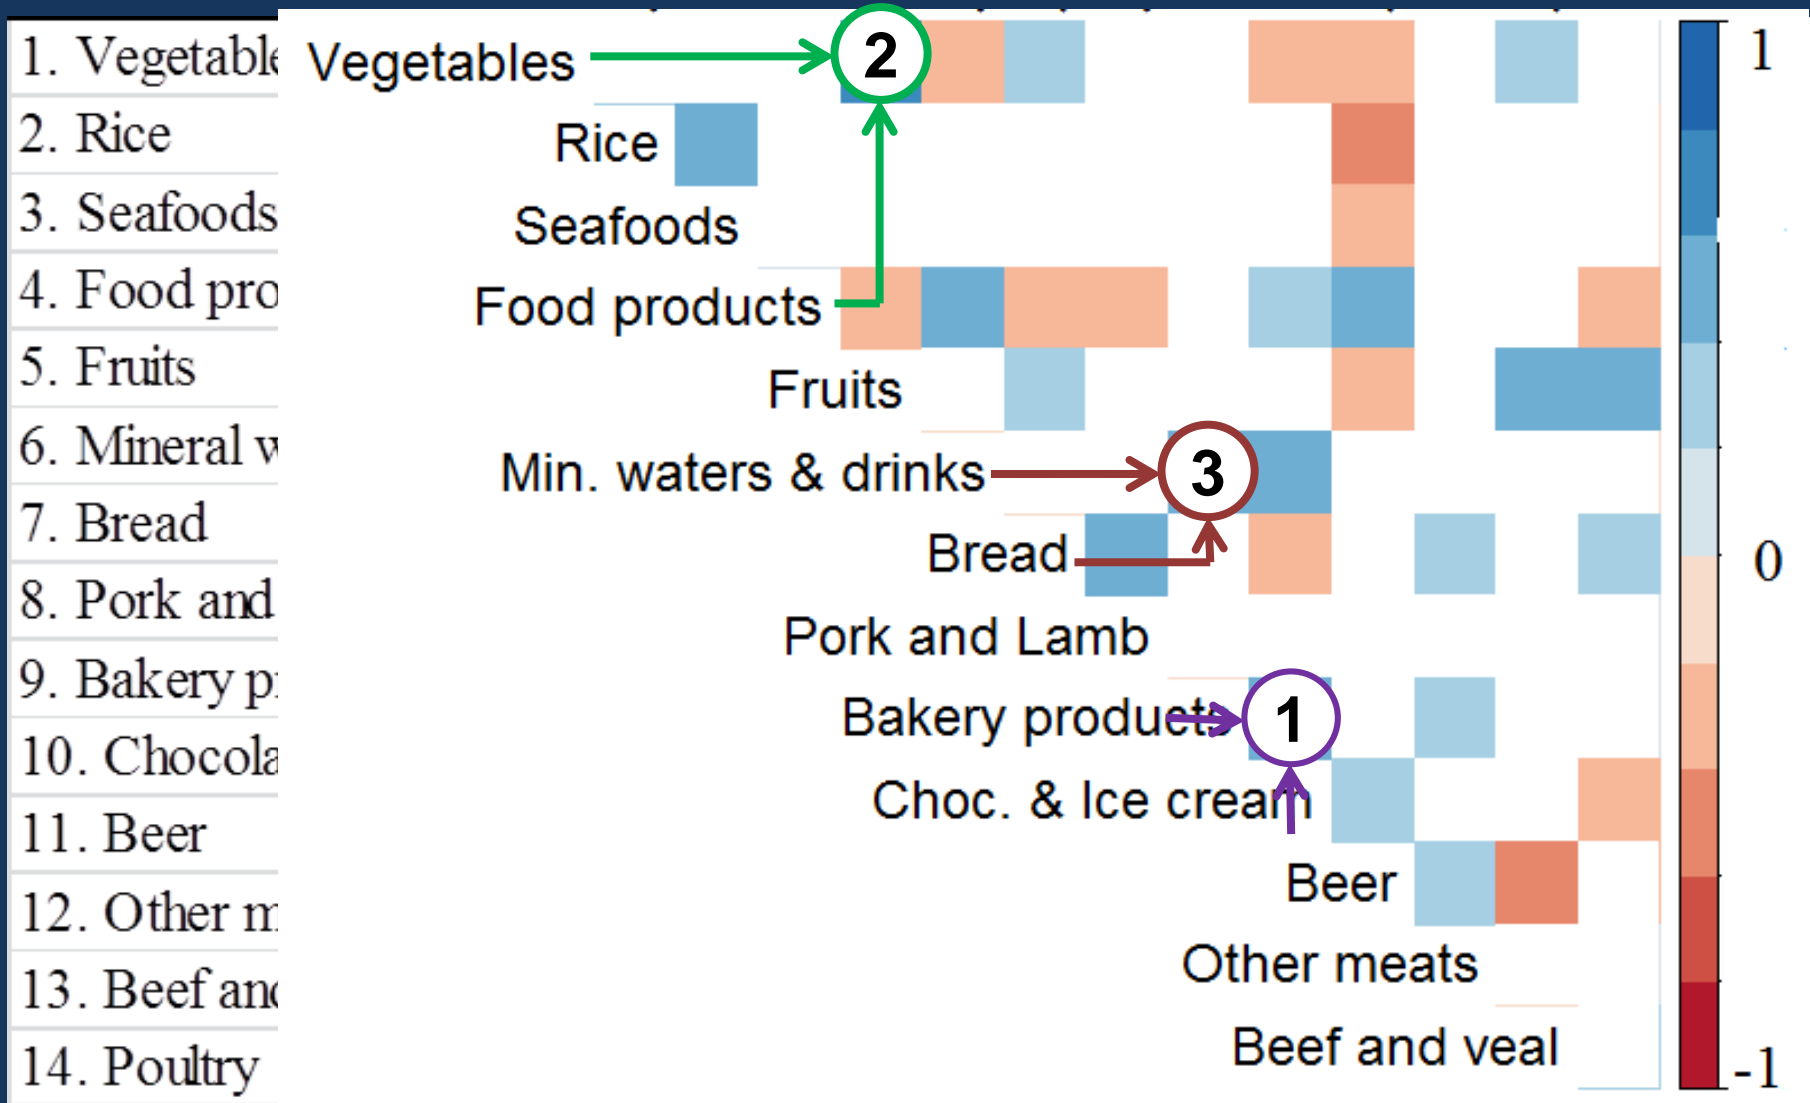 1. Vegetable
2. Rice
3. Seafoods
4. Food pro
5. Fruits
6. Mineral w
7. Bread
8. Pork and
9. Bakery p
10. Chocola
11. Beer
12. Other m
13. Beef and
14. Poultry
Vegetables 2
Rice
Seafoods
Food products
Fruits
Min. waters & drinks 3
Bread
Pork and Lamb
Bakery products 1
Choc. & Ice cream
Beer
Other meats
Beef and veal
1
0
-1